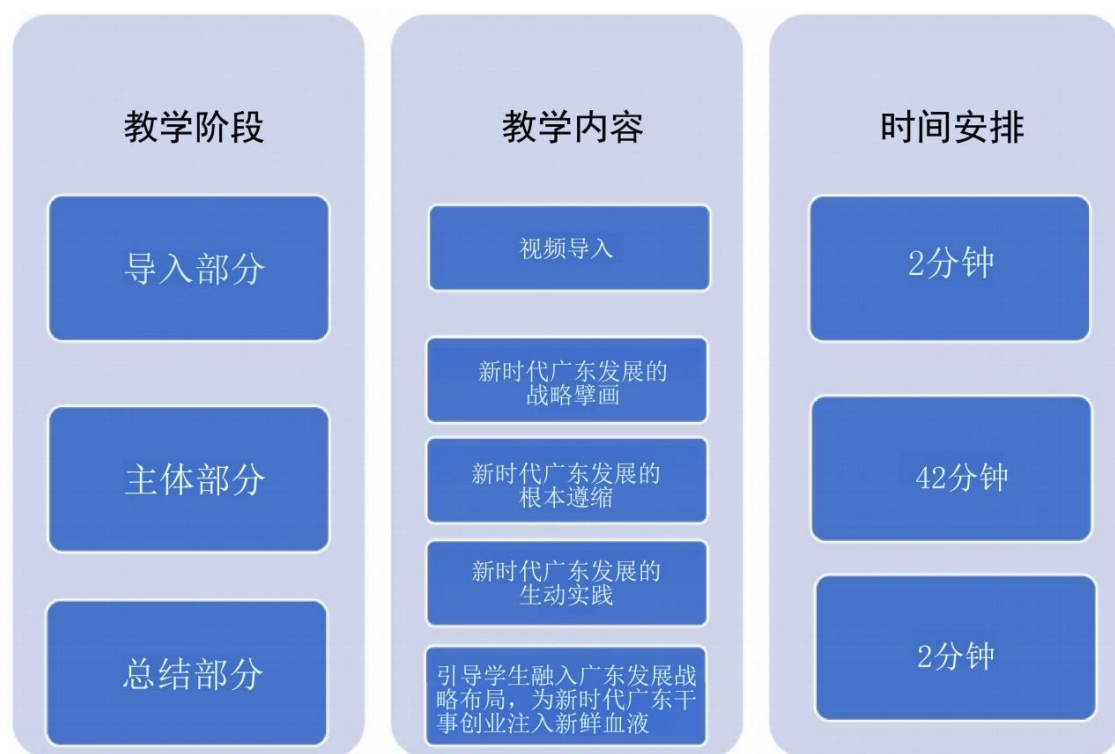 教学阶段
导入部分
主体部分
总结部分
教学内容
视频导入
新时代广东发展的
战略擘画
新时代广东发展的
根本遵缩
新时代广东发展的
生动实践
引导学生融入广东发展战
略布局，为新时代广东干
事创业注入新鲜血液
时间安排
2分钟
42分钟
2分钟